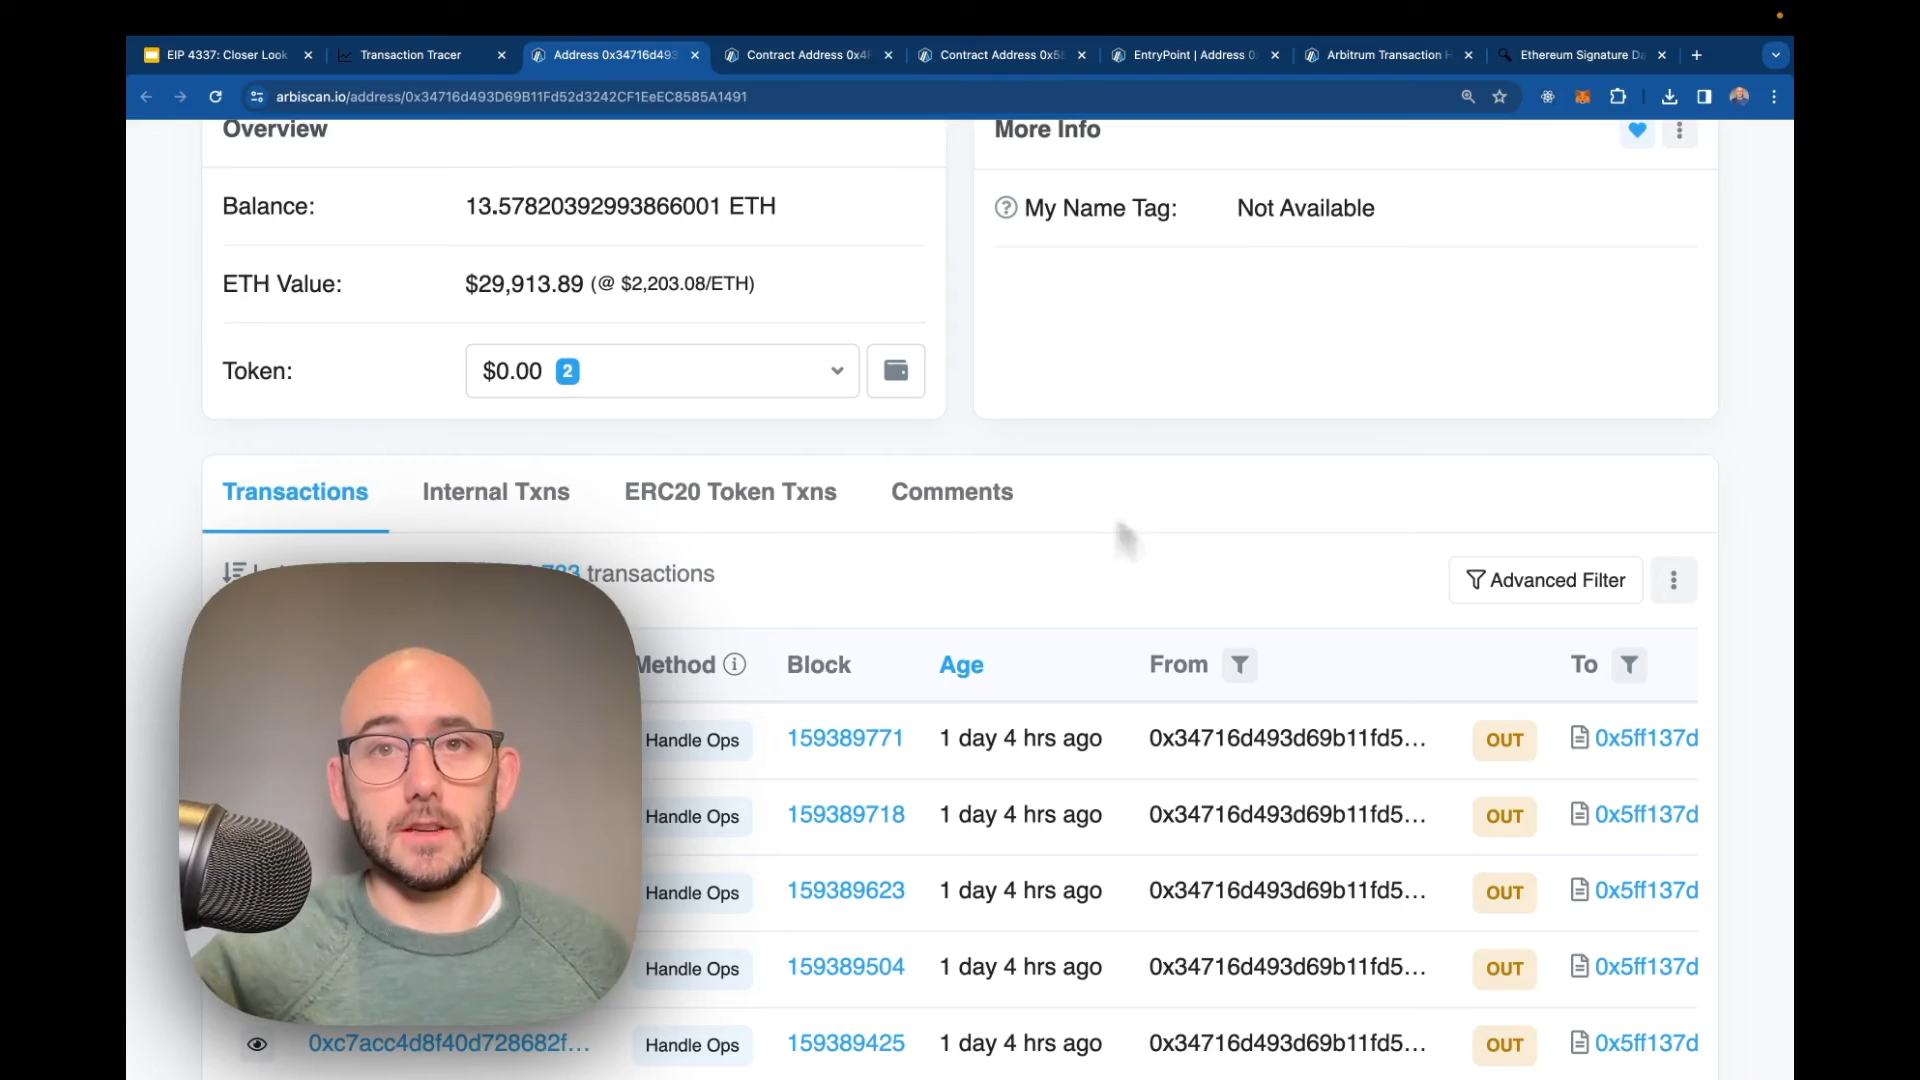 EIP 4337: Closer Look
Transaction Tracer
Address 0x34716d493
Contract Address 0x4
Contract Address 0x5
EntryPoint | Address 0
Arbitrum Transaction H
Ethereum Signature Da
arbiscan.io/address/0x34716d493D69B11Fd52d3242CF1EeEC8585A1491
Overview
More Info
Balance:
13.57820392993866001 ETH
My Name Tag:
Not Available
ETH Value:
$29,913.89 (@ $2,203.08/ETH)
Token:
$0.00 2
Transactions
Internal Txns
ERC20 Token Txns
Comments
transactions
Advanced Filter
Method
Block
Age
From
To
Handle Ops 159389771 1 day 4 hrs ago 0x34716d493d69b11fd5... OUT 0x5ff137d
Handle Ops 159389718 1 day 4 hrs ago 0x34716d493d69b11fd5... OUT 0x5ff137d
Handle Ops 159389623 1 day 4 hrs ago 0x34716d493d69b11fd5... OUT 0x5ff137d
Handle Ops 159389504 1 day 4 hrs ago 0x34716d493d69b11fd5... OUT 0x5ff137d
0xc7acc4d8f40d728682f... Handle Ops 159389425 1 day 4 hrs ago 0x34716d493d69b11fd5... OUT 0x5ff137d